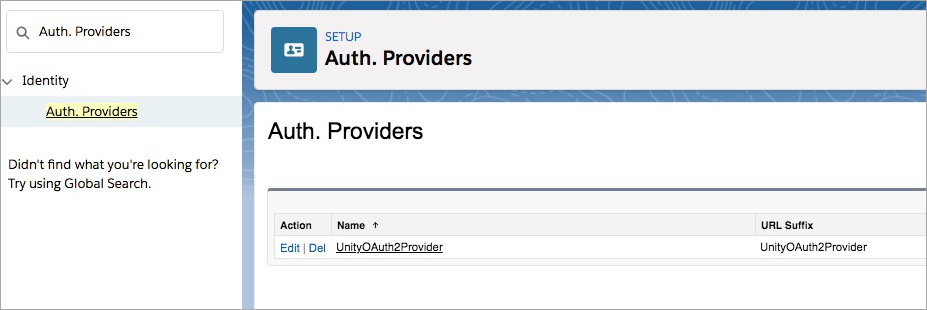 Auth. Providers
Identity
Auth. Providers
Didn't find what you're looking for?
Try using Global Search.
SETUP
Auth. Providers
Auth. Providers
Action Name ↑ URL Suffix
Edit | Del UnityOAuth2Provider UnityOAuth2Provider